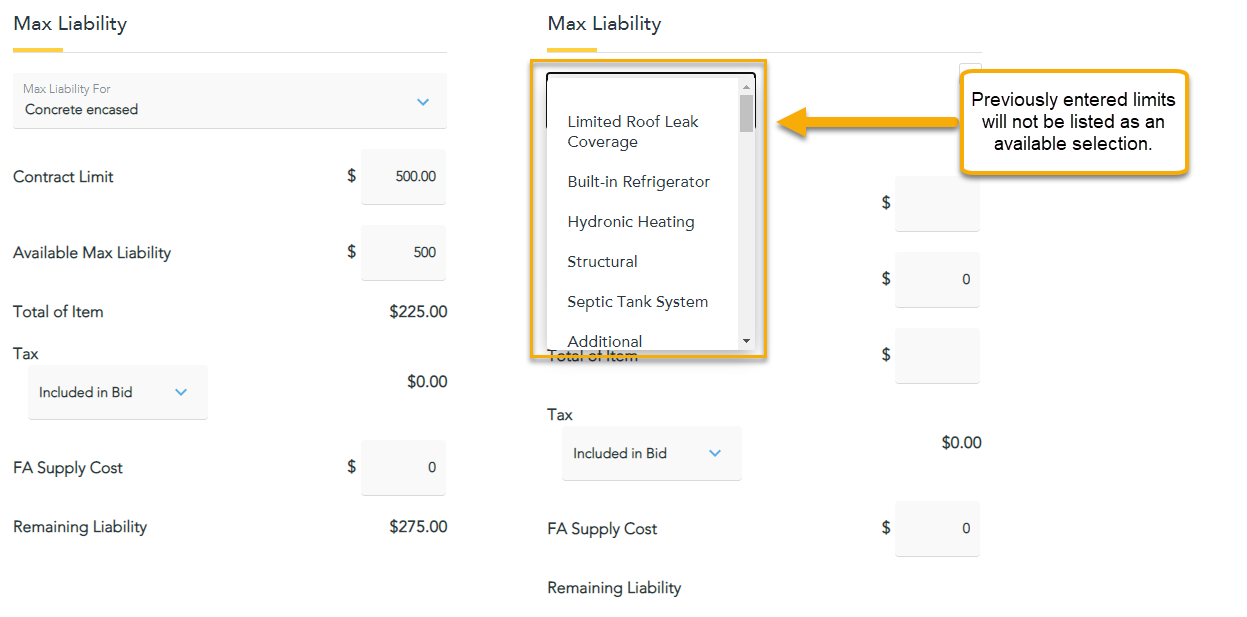 Max Liability
Max Liability For
Concrete encased
Contract Limit
$ 500.00
Available Max Liability
$ 500
Total of Item
$225.00
Tax
Included in Bid
$0.00
FA Supply Cost
$ 0
Remaining Liability
$275.00
Max Liability
Limited Roof Leak
Coverage
Built-in Refrigerator
Hydronic Heating
Structural
Septic Tank System
Additional
Previously entered limits
will not be listed as an
available selection.
$
$ 0
Total of Item
$
Tax
Included in Bid
$0.00
FA Supply Cost
$ 0
Remaining Liability